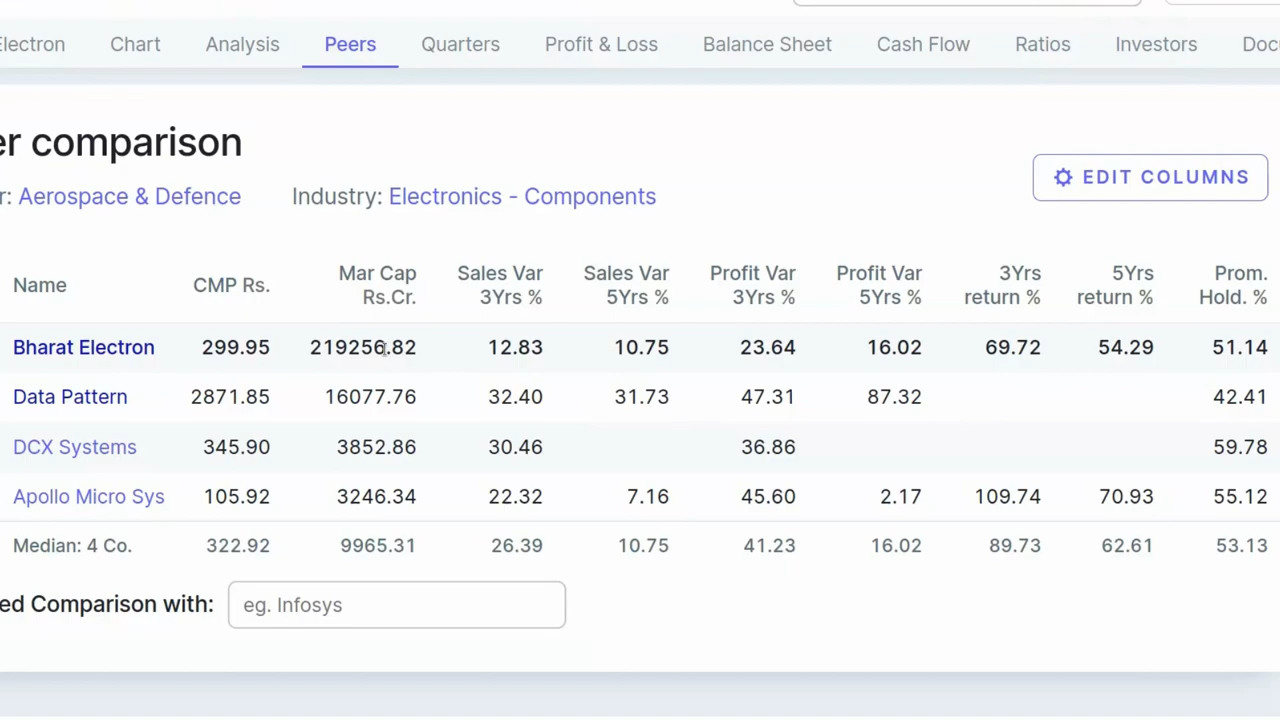 Electron Chart Analysis Peers Quarters Profit & Loss Balance Sheet Cash Flow Ratios Investors Doc
er comparison
EDIT COLUMNS
r: Aerospace & Defence Industry: Electronics - Components
Name CMP Rs. Mar Cap Rs.Cr. Sales Var 3Yrs % Sales Var 5Yrs % Profit Var 3Yrs % Profit Var 5Yrs % 3Yrs return % 5Yrs return % Prom. Hold. %
Bharat Electron 299.95 219256.82 12.83 10.75 23.64 16.02 69.72 54.29 51.14
Data Pattern 2871.85 16077.76 32.40 31.73 47.31 87.32 42.41
DCX Systems 345.90 3852.86 30.46 36.86 59.78
Apollo Micro Sys 105.92 3246.34 22.32 7.16 45.60 2.17 109.74 70.93 55.12
Median: 4 Co. 322.92 9965.31 26.39 10.75 41.23 16.02 89.73 62.61 53.13
ed Comparison with: eg. Infosys